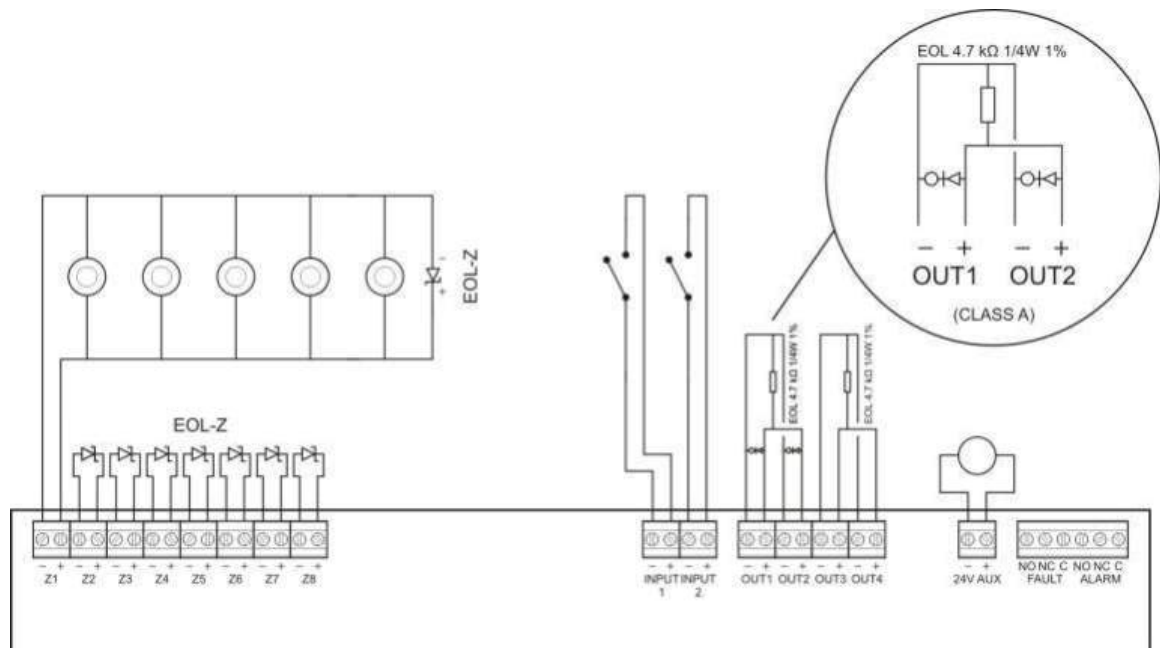 EOL 4.7 kΩ 1/4W 1%
− + − +
OUT1 OUT2
(CLASS A)
− +
EOL-Z
EOL-Z
EOL 4.7 kΩ 1/4W 1%
EOL 4.7 kΩ 1/4W 1%
− + − + − + − + − + − + − + − +
Z1 Z2 Z3 Z4 Z5 Z6 Z7 Z8
− + − +
INPUT INPUT
1 2
− + − + − + − +
OUT1 OUT2 OUT3 OUT4
− +
24V AUX
NO NC C NO NC C
FAULT ALARM